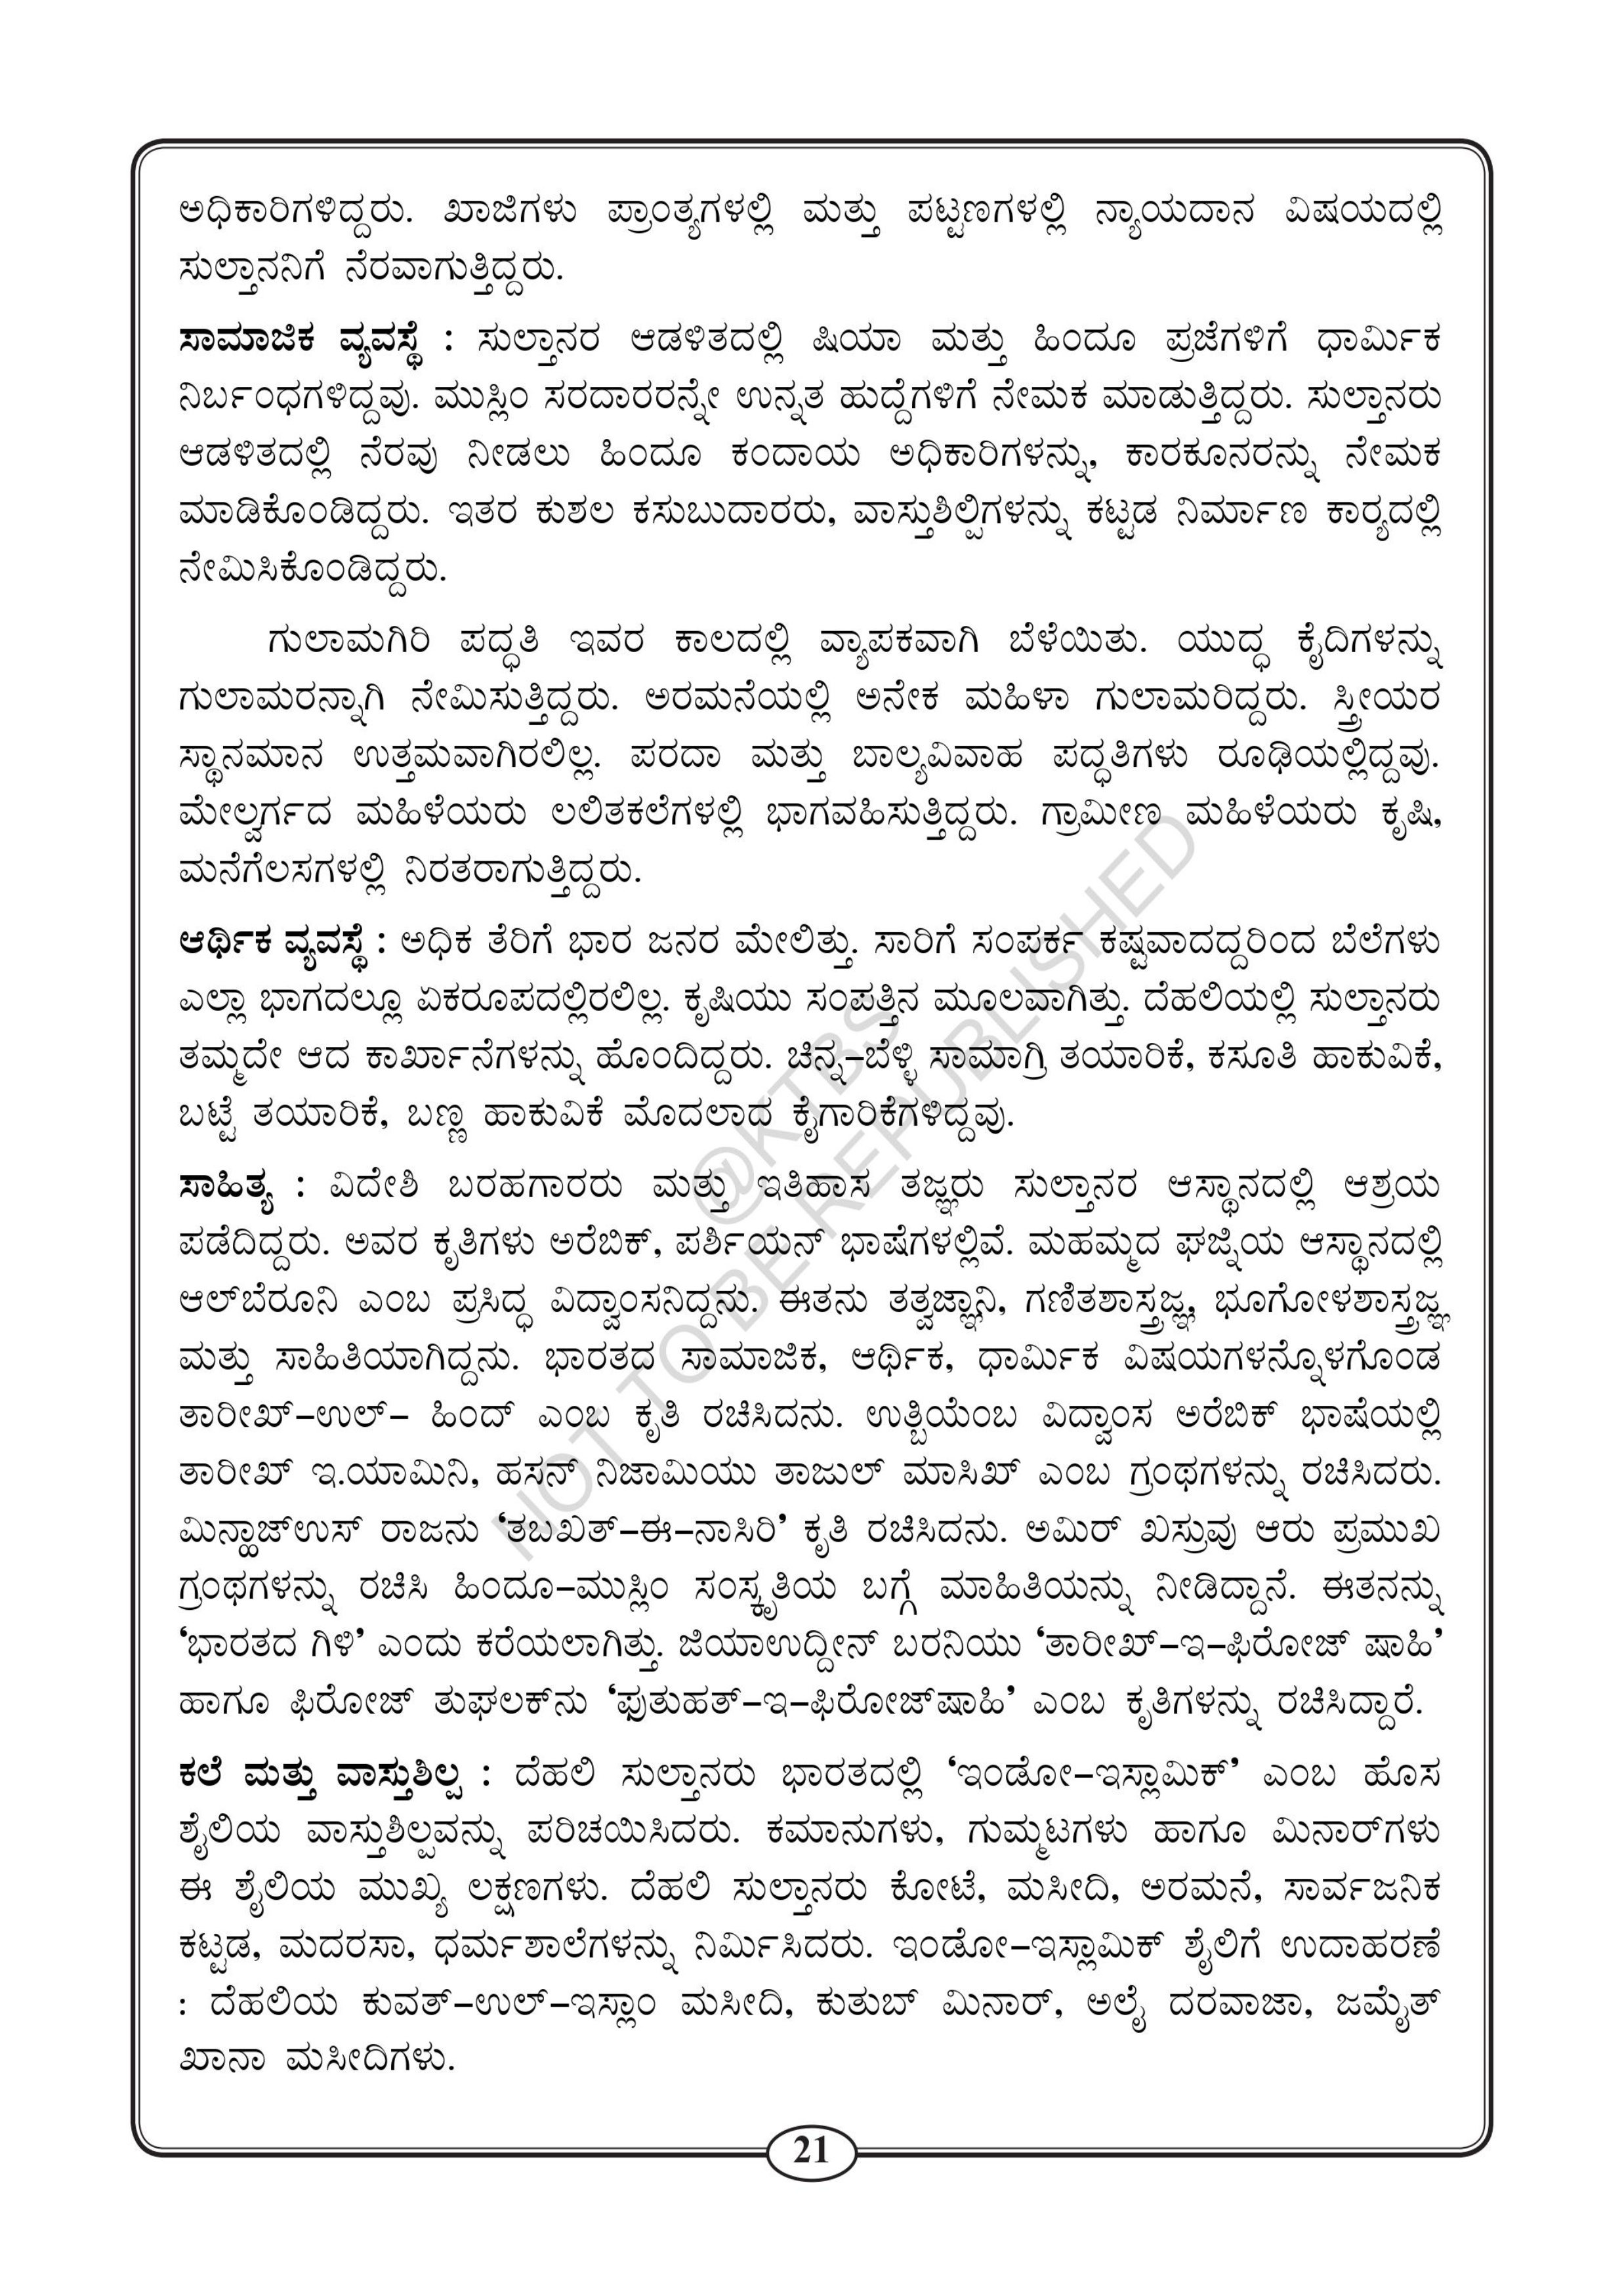 ಅಧಿಕಾರಿಗಳಿದ್ದರು. ಖಾಜಿಗಳು ಪ್ರಾಂತ್ಯಗಳಲ್ಲಿ ಮತ್ತು ಪಟ್ಟಣಗಳಲ್ಲಿ ನ್ಯಾಯದಾನ ವಿಷಯದಲ್ಲಿ
ಸುಲ್ತಾನನಿಗೆ ನೆರವಾಗುತ್ತಿದ್ದರು.
ಸಾಮಾಜಿಕ ವ್ಯವಸ್ಥೆ : ಸುಲ್ತಾನರ ಆಡಳಿತದಲ್ಲಿ ಷಿಯಾ ಮತ್ತು ಹಿಂದೂ ಪ್ರಜೆಗಳಿಗೆ ಧಾರ್ಮಿಕ
ನಿರ್ಬಂಧಗಳಿದ್ದವು. ಮುಸ್ಲಿಂ ಸರದಾರರನ್ನೇ ಉನ್ನತ ಹುದ್ದೆಗಳಿಗೆ ನೇಮಕ ಮಾಡುತ್ತಿದ್ದರು. ಸುಲ್ತಾನರು
ಆಡಳಿತದಲ್ಲಿ ನೆರವು ನೀಡಲು ಹಿಂದೂ ಕಂದಾಯ ಅಧಿಕಾರಿಗಳನ್ನು, ಕಾರಕೂನರನ್ನು ನೇಮಕ
ಮಾಡಿಕೊಂಡಿದ್ದರು. ಇತರ ಕುಶಲ ಕಸುಬುದಾರರು, ವಾಸ್ತುಶಿಲ್ಪಿಗಳನ್ನು ಕಟ್ಟಡ ನಿರ್ಮಾಣ ಕಾರ‍್ಯದಲ್ಲಿ
ನೇಮಿಸಿಕೊಂಡಿದ್ದರು.
ಗುಲಾಮಗಿರಿ ಪದ್ಧತಿ ಇವರ ಕಾಲದಲ್ಲಿ ವ್ಯಾಪಕವಾಗಿ ಬೆಳೆಯಿತು. ಯುದ್ಧ ಕೈದಿಗಳನ್ನು
ಗುಲಾಮರನ್ನಾಗಿ ನೇಮಿಸುತ್ತಿದ್ದರು. ಅರಮನೆಯಲ್ಲಿ ಅನೇಕ ಮಹಿಳಾ ಗುಲಾಮರಿದ್ದರು. ಸ್ತ್ರೀಯರ
ಸ್ಥಾನಮಾನ ಉತ್ತಮವಾಗಿರಲಿಲ್ಲ. ಪರದಾ ಮತ್ತು ಬಾಲ್ಯವಿವಾಹ ಪದ್ಧತಿಗಳು ರೂಢಿಯಲ್ಲಿದ್ದವು.
ಮೇಲ್ವರ್ಗದ ಮಹಿಳೆಯರು ಲಲಿತಕಲೆಗಳಲ್ಲಿ ಭಾಗವಹಿಸುತ್ತಿದ್ದರು. ಗ್ರಾಮೀಣ ಮಹಿಳೆಯರು ಕೃಷಿ,
ಮನೆಗೆಲಸಗಳಲ್ಲಿ ನಿರತರಾಗುತ್ತಿದ್ದರು.
ಆರ್ಥಿಕ ವ್ಯವಸ್ಥೆ : ಅಧಿಕ ತೆರಿಗೆ ಭಾರ ಜನರ ಮೇಲಿತ್ತು. ಸಾರಿಗೆ ಸಂಪರ್ಕ ಕಷ್ಟವಾದದ್ದರಿಂದ ಬೆಲೆಗಳು
ಎಲ್ಲಾ ಭಾಗದಲ್ಲೂ ಏಕರೂಪದಲ್ಲಿರಲಿಲ್ಲ. ಕೃಷಿಯು ಸಂಪತ್ತಿನ ಮೂಲವಾಗಿತ್ತು. ದೆಹಲಿಯಲ್ಲಿ ಸುಲ್ತಾನರು
ತಮ್ಮದೇ ಆದ ಕಾರ್ಖಾನೆಗಳನ್ನು ಹೊಂದಿದ್ದರು. ಚಿನ್ನ–ಬೆಳ್ಳಿ ಸಾಮಾಗ್ರಿ ತಯಾರಿಕೆ, ಕಸೂತಿ ಹಾಕುವಿಕೆ,
ಬಟ್ಟೆ ತಯಾರಿಕೆ, ಬಣ್ಣ ಹಾಕುವಿಕೆ ಮೊದಲಾದ ಕೈಗಾರಿಕೆಗಳಿದ್ದವು.
ಸಾಹಿತ್ಯ : ವಿದೇಶಿ ಬರಹಗಾರರು ಮತ್ತು ಇತಿಹಾಸ ತಜ್ಞರು ಸುಲ್ತಾನರ ಆಸ್ಥಾನದಲ್ಲಿ ಆಶ್ರಯ
ಪಡೆದಿದ್ದರು. ಅವರ ಕೃತಿಗಳು ಅರೆಬಿಕ್, ಪರ್ಶಿಯನ್ ಭಾಷೆಗಳಲ್ಲಿವೆ. ಮಹಮ್ಮದ ಘಜ್ನಿಯ ಆಸ್ಥಾನದಲ್ಲಿ
ಆಲ್‌ಬೆರೂನಿ ಎಂಬ ಪ್ರಸಿದ್ಧ ವಿದ್ವಾಂಸನಿದ್ದನು. ಈತನು ತತ್ವಜ್ಞಾನಿ, ಗಣಿತಶಾಸ್ತ್ರಜ್ಞ, ಭೂಗೋಳಶಾಸ್ತ್ರಜ್ಞ
ಮತ್ತು ಸಾಹಿತಿಯಾಗಿದ್ದನು. ಭಾರತದ ಸಾಮಾಜಿಕ, ಆರ್ಥಿಕ, ಧಾರ್ಮಿಕ ವಿಷಯಗಳನ್ನೊಳಗೊಂಡ
ತಾರೀಖ್–ಉಲ್– ಹಿಂದ್ ಎಂಬ ಕೃತಿ ರಚಿಸಿದನು. ಉತ್ಬಿಯೆಂಬ ವಿದ್ವಾಂಸ ಅರೆಬಿಕ್ ಭಾಷೆಯಲ್ಲಿ
ತಾರೀಖ್ ಇ.ಯಾಮಿನಿ, ಹಸನ್ ನಿಜಾಮಿಯು ತಾಜುಲ್ ಮಾಸಿಖ್ ಎಂಬ ಗ್ರಂಥಗಳನ್ನು ರಚಿಸಿದರು.
ಮಿನ್ಹಾಜ್‌ಉಸ್ ರಾಜನು ‘ತಬಖತ್–ಈ–ನಾಸಿರಿ’ ಕೃತಿ ರಚಿಸಿದನು. ಅಮಿರ್ ಖುಸ್ರುವು ಆರು ಪ್ರಮುಖ
ಗ್ರಂಥಗಳನ್ನು ರಚಿಸಿ ಹಿಂದೂ–ಮುಸ್ಲಿಂ ಸಂಸ್ಕೃತಿಯ ಬಗ್ಗೆ ಮಾಹಿತಿಯನ್ನು ನೀಡಿದ್ದಾನೆ. ಈತನನ್ನು
‘ಭಾರತದ ಗಿಳಿ’ ಎಂದು ಕರೆಯಲಾಗಿತ್ತು. ಜಿಯಾಉದ್ದೀನ್ ಬರನಿಯು ‘ತಾರೀಖ್–ಇ–ಫಿರೋಜ್ ಷಾಹಿ’
ಹಾಗೂ ಫಿರೋಜ್ ತುಘಲಕ್‌ನು ‘ಫುತುಹತ್–ಇ–ಫಿರೋಜ್‌ಷಾಹಿ’ ಎಂಬ ಕೃತಿಗಳನ್ನು ರಚಿಸಿದ್ದಾರೆ.
ಕಲೆ ಮತ್ತು ವಾಸ್ತುಶಿಲ್ಪ : ದೆಹಲಿ ಸುಲ್ತಾನರು ಭಾರತದಲ್ಲಿ ‘ಇಂಡೋ–ಇಸ್ಲಾಮಿಕ್’ ಎಂಬ ಹೊಸ
ಶೈಲಿಯ ವಾಸ್ತುಶಿಲ್ಪವನ್ನು ಪರಿಚಯಿಸಿದರು. ಕಮಾನುಗಳು, ಗುಮ್ಮಟಗಳು ಹಾಗೂ ಮಿನಾರ್‌ಗಳು
ಈ ಶೈಲಿಯ ಮುಖ್ಯ ಲಕ್ಷಣಗಳು. ದೆಹಲಿ ಸುಲ್ತಾನರು ಕೋಟೆ, ಮಸೀದಿ, ಅರಮನೆ, ಸಾರ್ವಜನಿಕ
ಕಟ್ಟಡ, ಮದರಸಾ, ಧರ್ಮಶಾಲೆಗಳನ್ನು ನಿರ್ಮಿಸಿದರು. ಇಂಡೋ–ಇಸ್ಲಾಮಿಕ್ ಶೈಲಿಗೆ ಉದಾಹರಣೆ
: ದೆಹಲಿಯ ಕುವತ್–ಉಲ್–ಇಸ್ಲಾಂ ಮಸೀದಿ, ಕುತುಬ್ ಮಿನಾರ್, ಅಲೈ ದರವಾಜಾ, ಜಮೈತ್
ಖಾನಾ ಮಸೀದಿಗಳು.
@KTBS
NOT TO BE REPUBLISHED
21